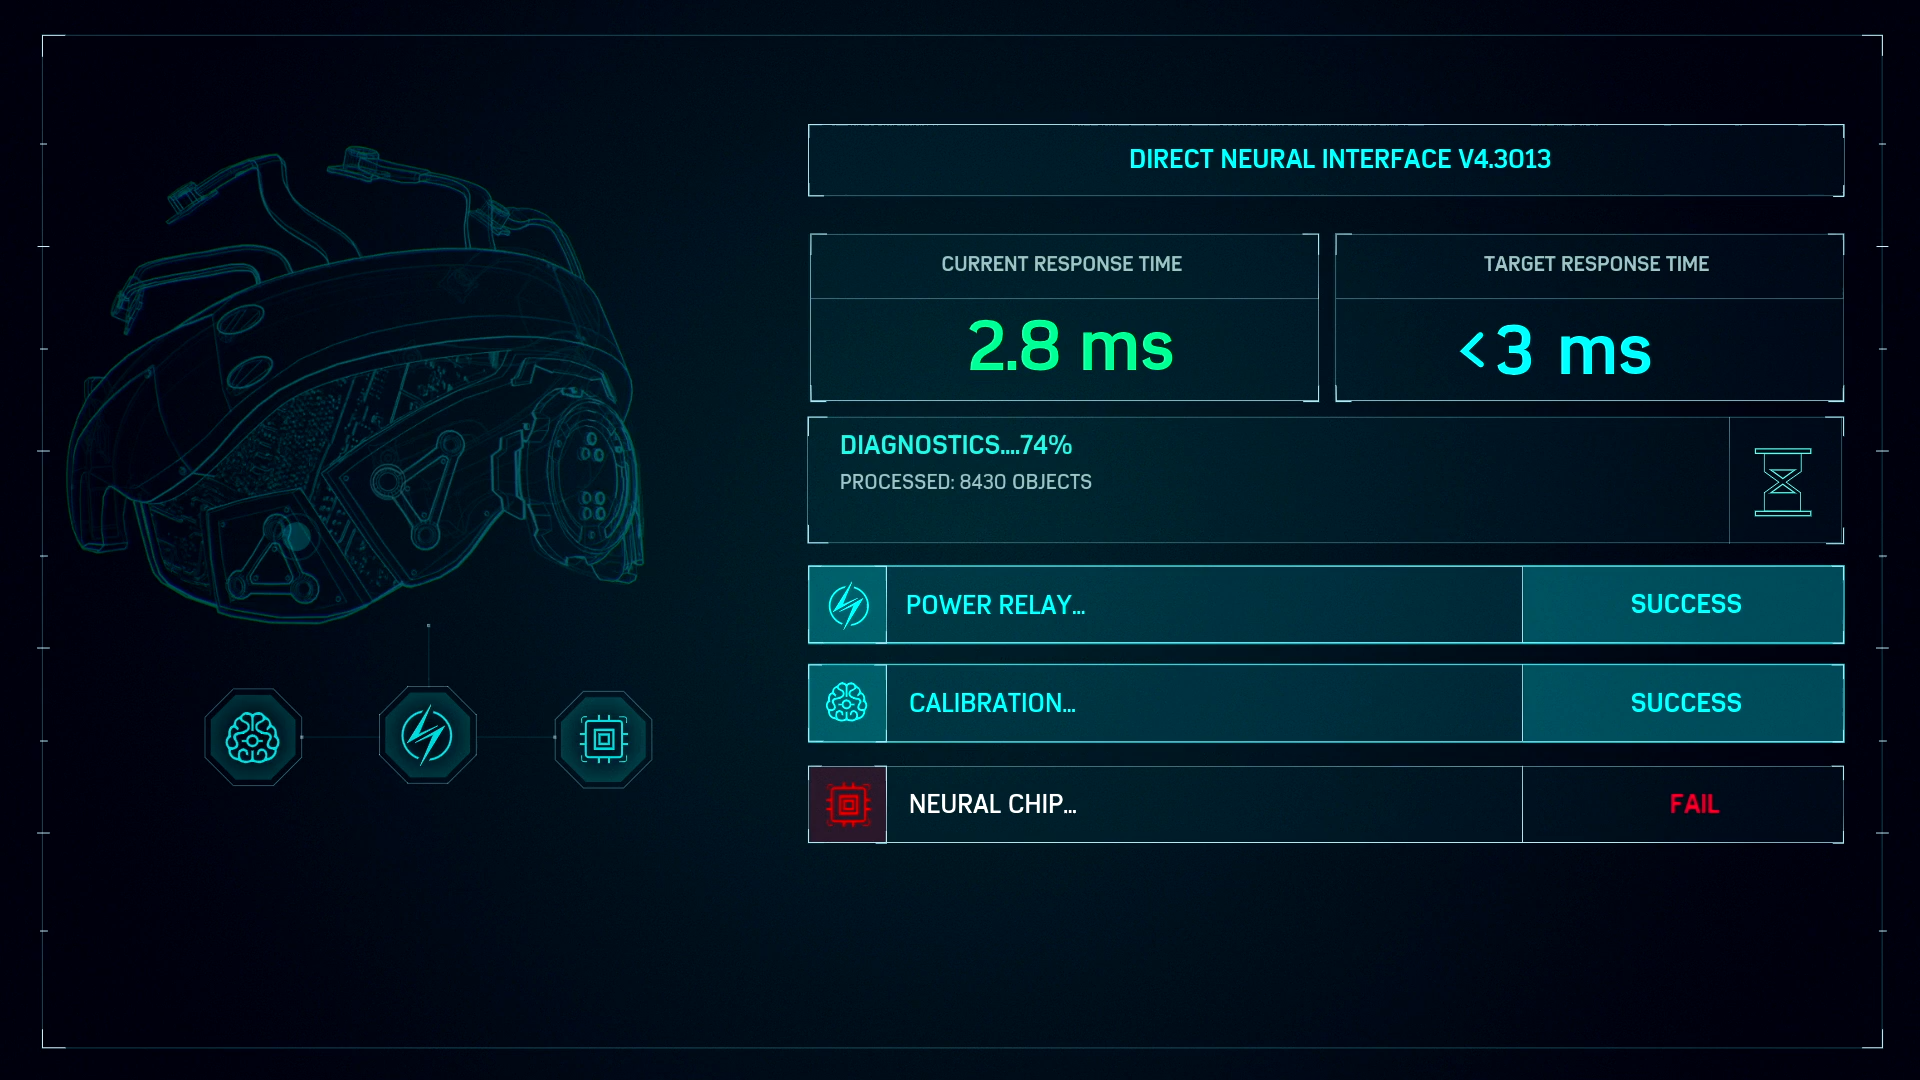 DIRECT NEURAL INTERFACE V4.3013
CURRENT RESPONSE TIME
2.8 ms
TARGET RESPONSE TIME
<3 ms
DIAGNOSTICS....74%
PROCESSED: 8430 OBJECTS
POWER RELAY...
SUCCESS
CALIBRATION...
SUCCESS
NEURAL CHIP...
FAIL